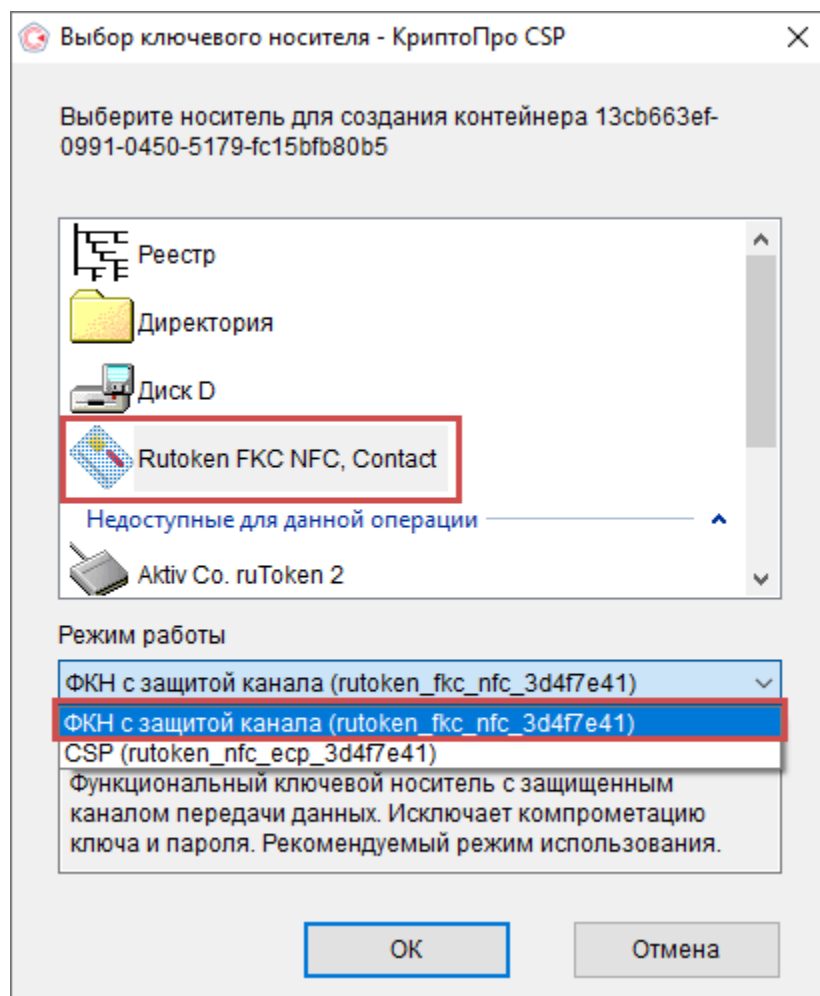 Выбор ключевого носителя - КриптоПро CSP
Выберите носитель для создания контейнера 13cb663ef-
0991-0450-5179-fc15bfb80b5
Реестр
Директория
Диск D
Rutoken FKC NFC, Contact
Недоступные для данной операции
Aktiv Co. ruToken 2
Режим работы
ФКН с защитой канала (rutoken_fkc_nfc_3d4f7e41)
ФКН с защитой канала (rutoken_fkc_nfc_3d4f7e41)
CSP (rutoken_nfc_ecp_3d4f7e41)
Функциональный ключевой носитель с защищенным
каналом передачи данных. Исключает компрометацию
ключа и пароля. Рекомендуемый режим использования.
ОК
Отмена